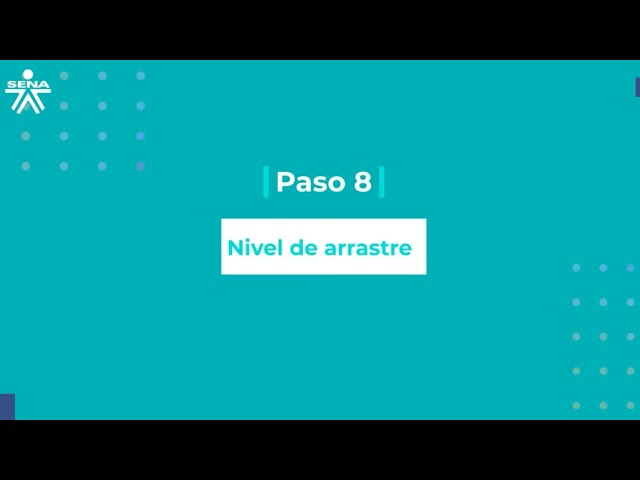 SENA
Paso 8
Nivel de arrastre